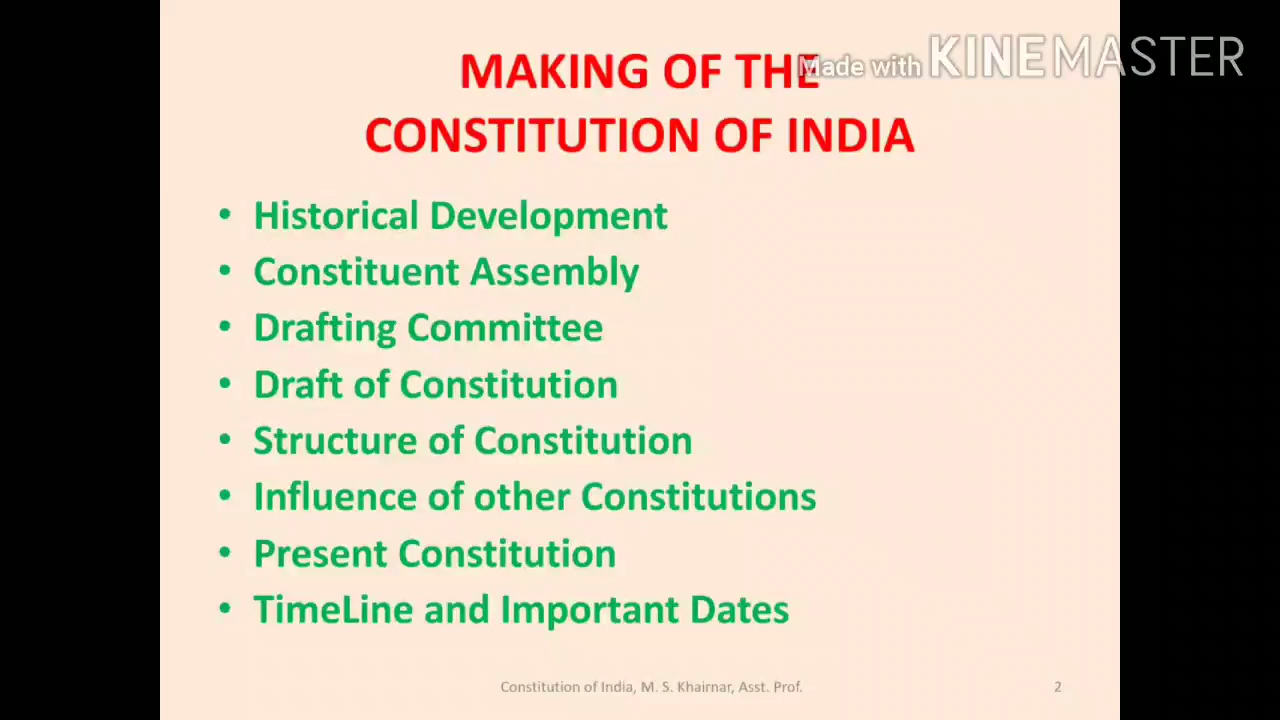 Made with KINEMASTER
MAKING OF THE
CONSTITUTION OF INDIA
• Historical Development
• Constituent Assembly
• Drafting Committee
• Draft of Constitution
• Structure of Constitution
• Influence of other Constitutions
• Present Constitution
• TimeLine and Important Dates
Constitution of India, M. S. Khairnar, Asst. Prof.
2